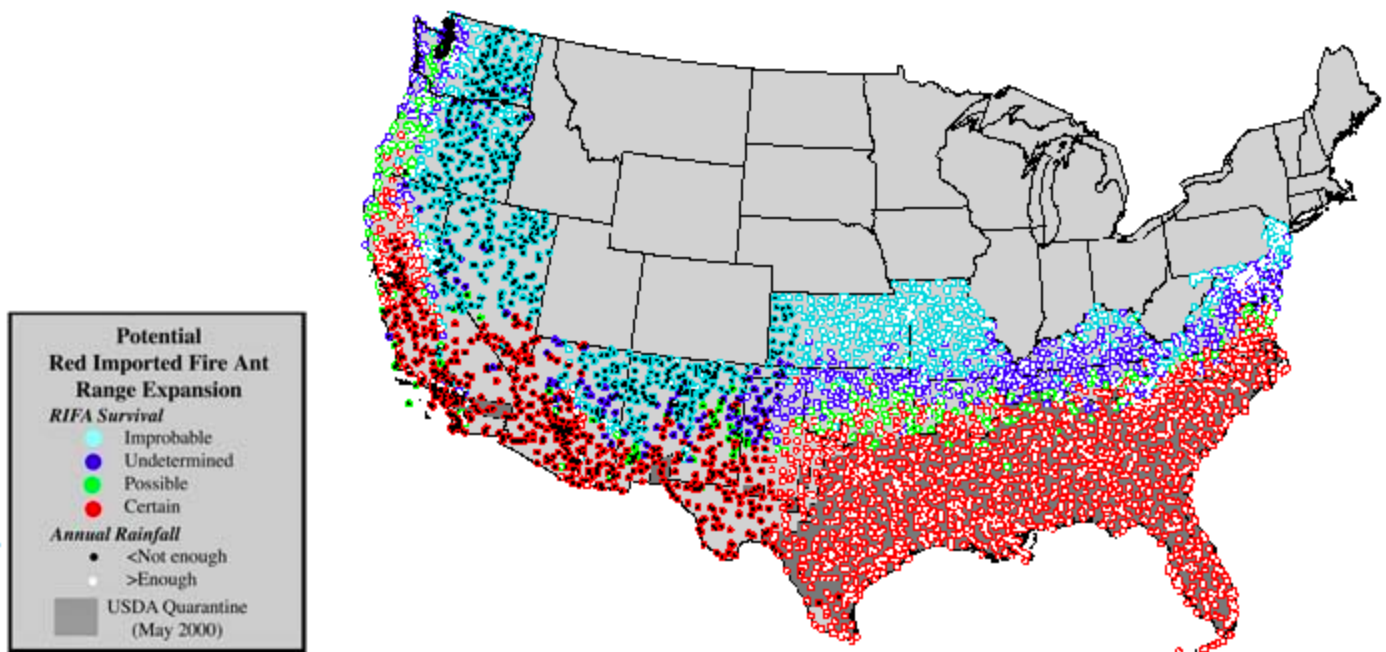 Potential
Red Imported Fire Ant
Range Expansion
RIFA Survival
Improbable
Undetermined
Possible
Certain
Annual Rainfall
<Not enough
>Enough
USDA Quarantine
(May 2000)